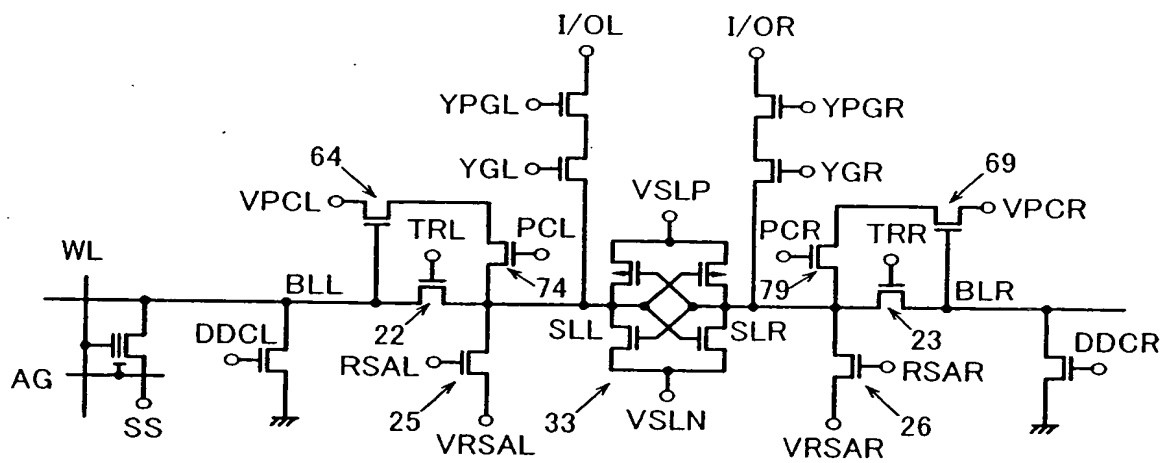 I/OL I/OR
YPGL YPGR
64 YGL YGR 69
VPCL VSLP VPCR
WL TRL PCL PCR TRR
BLL 74 79 BLR
22 SLL SLR 23
DDCL DDCR
AG RSAL RSAR
SS 25 33 VSLN 26
VRSAL VRSAR